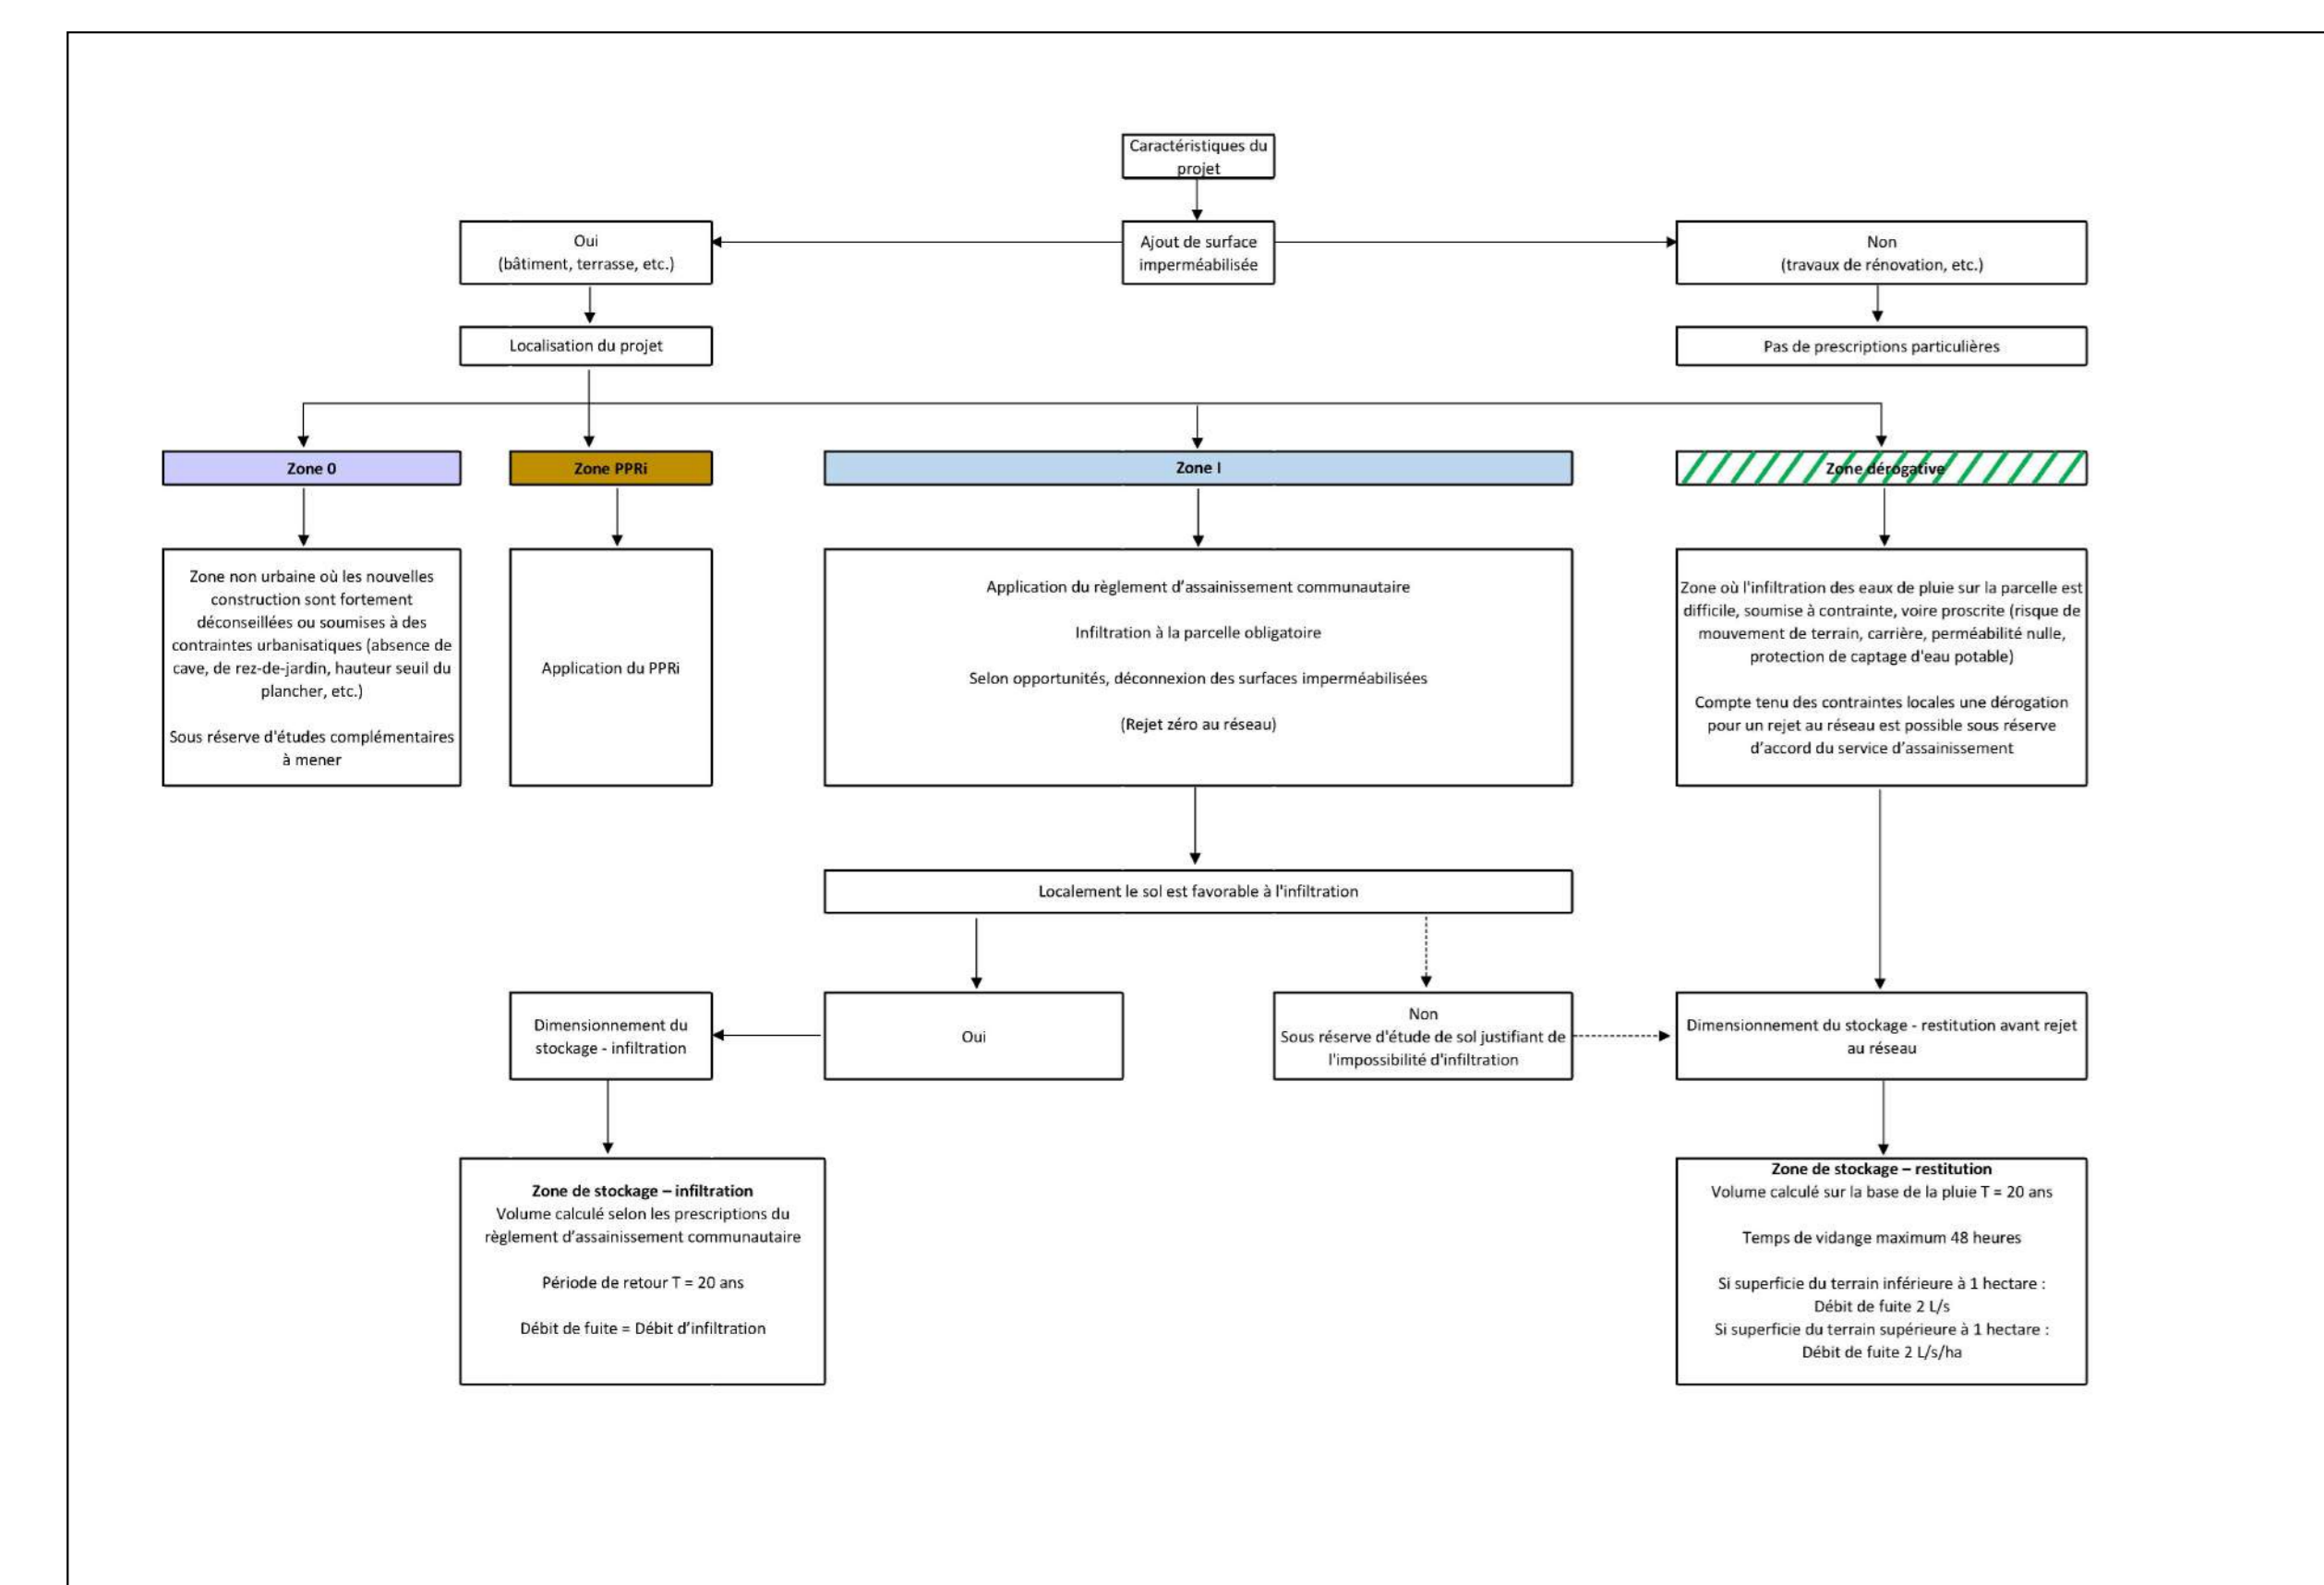 Caractéristiques du
projet
Oui
(bâtiment, terrasse, etc.)
Ajout de surface
imperméabilisée
Non
(travaux de rénovation, etc.)
Localisation du projet
Pas de prescriptions particulières
Zone 0
Zone PPRi
Zone I
Zone dérogative
Zone non urbaine où les nouvelles
construction sont fortement
déconseillées ou soumises à des
contraintes urbanisatiques (absence de
cave, de rez-de-jardin, hauteur seuil du
plancher, etc.)
Sous réserve d'études complémentaires
à mener
Application du PPRi
Application du règlement d'assainissement communautaire
Infiltration à la parcelle obligatoire
Selon opportunités, déconnexion des surfaces imperméabilisées
(Rejet zéro au réseau)
Zone où l'infiltration des eaux de pluie sur la parcelle est
difficile, soumise à contrainte, voire proscrite (risque de
mouvement de terrain, carrière, perméabilité nulle,
protection de captage d'eau potable)
Compte tenu des contraintes locales une dérogation
pour un rejet au réseau est possible sous réserve
d'accord du service d'assainissement
Localement le sol est favorable à l'infiltration
Dimensionnement du
stockage - infiltration
Oui
Non
Sous réserve d'étude de sol justifiant de
l'impossibilité d'infiltration
Dimensionnement du stockage - restitution avant rejet
au réseau
Zone de stockage – infiltration
Volume calculé selon les prescriptions du
règlement d'assainissement communautaire
Période de retour T = 20 ans
Débit de fuite = Débit d'infiltration
Zone de stockage – restitution
Volume calculé sur la base de la pluie T = 20 ans
Temps de vidange maximum 48 heures
Si superficie du terrain inférieure à 1 hectare :
Débit de fuite 2 L/s
Si superficie du terrain supérieure à 1 hectare :
Débit de fuite 2 L/s/ha